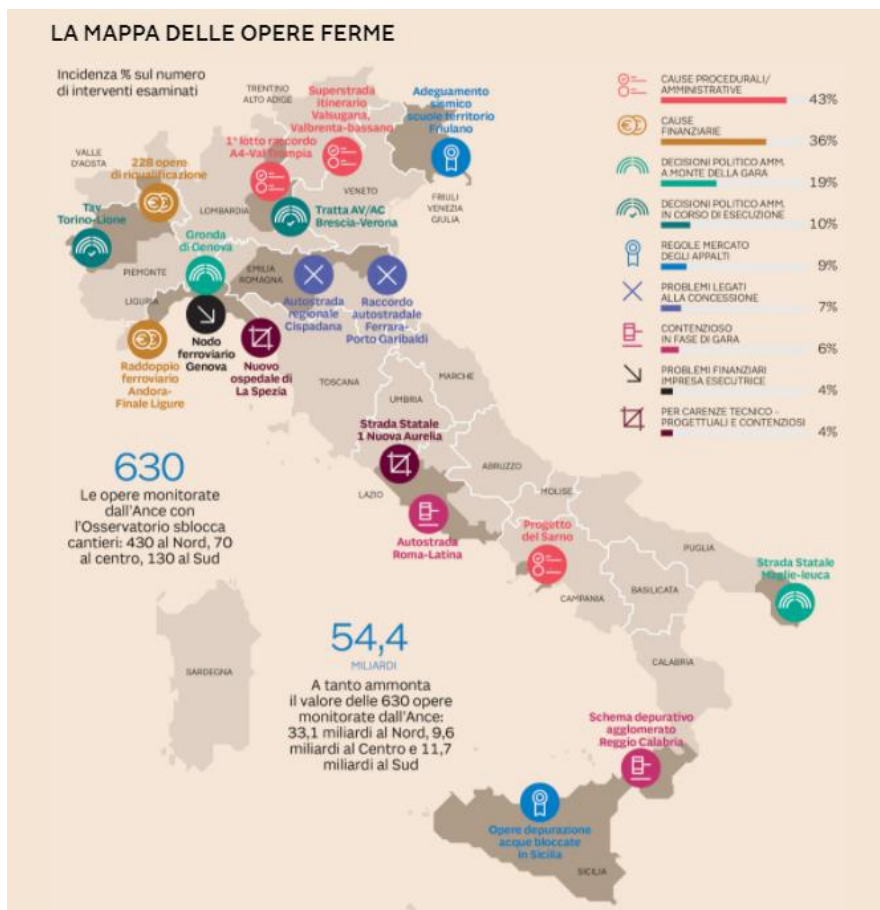 LA MAPPA DELLE OPERE FERME
Incidenza % sul numero
di interventi esaminati
CAUSE PROCEDURALI/
AMMINISTRATIVE
43%
CAUSE
FINANZIARIE
36%
DECISIONI POLITICO AMM.
A MONTE DELLA GARA
19%
DECISIONI POLITICO AMM.
IN CORSO DI ESECUZIONE
10%
REGOLE MERCATO
DEGLI APPALTI
9%
PROBLEMI LEGATI
ALLA CONCESSIONE
7%
CONTENZIOSO
IN FASE DI GARA
6%
PROBLEMI FINANZIARI
IMPRESA ESECUTRICE
4%
PER CARENZE TECNICO -
PROGETTUALI E CONTENZIOSI
4%
TRENTINO
ALTO ADIGE
Superstrada
itinerario
Valsugana,
Valbrenta-bassano
Adeguamento
sismico
scuole territorio
Friulano
1° lotto raccordo
A4-Val Trompia
VALLE
D'AOSTA
228 opere
di riqualificazione
VENETO
FRIULI
VENEZIA
GIULIA
LOMBARDIA
Tav
Torino-Lione
Tratta AV/AC
Brescia-Verona
Gronda
di Genova
PIEMONTE
EMILIA
ROMAGNA
LIGURIA
Autostrada
regionale
Cispadana
Raccordo
autostradale
Ferrara-
Porto Garibaldi
Nodo
ferroviario
Genova
Raddoppio
ferroviario
Andora-
Finale Ligure
Nuovo
ospedale di
La Spezia
TOSCANA
MARCHE
UMBRIA
Strada Statale
1 Nuova Aurelia
ABRUZZO
LAZIO
MOLISE
Autostrada
Roma-Latina
Progetto
del Sarno
PUGLIA
CAMPANIA
BASILICATA
Strada Statale
Maglie-leuca
630
Le opere monitorate
dall'Ance con
l'Osservatorio sblocca
cantieri: 430 al Nord, 70
al centro, 130 al Sud
SARDEGNA
54,4
MILIARDI
A tanto ammonta
il valore delle 630 opere
monitorate dall'Ance:
33,1 miliardi al Nord, 9,6
miliardi al Centro e 11,7
miliardi al Sud
CALABRIA
Schema depurativo
agglomerato
Reggio Calabria
Opere depurazione
acque bloccate
in Sicilia
SICILIA